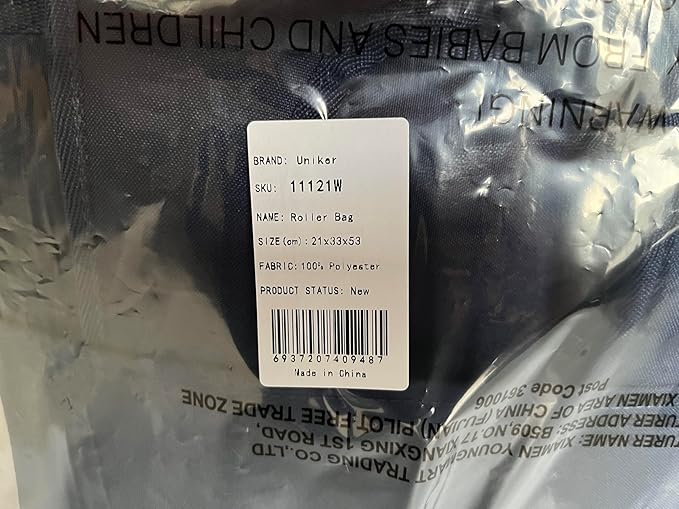 FROM BABIES AND CHILDREN
WARNING!
BRAND: Uniker
SKU: 11121W
NAME: Roller Bag
SIZE(cm):21x33x53
FABRIC:100% Polyester
PRODUCT STATUS: New
6937207409487
Made in China
TURER NAME: XIAMEN YOUNGMART TRADING CO.,LTD
TURER ADDRESS: B509,NO.17 XIANGXING 1ST ROAD,
XIAMEN AREA OF CHINA (FUJIAN) PILOT FREE TRADE ZONE
Post Code 361006